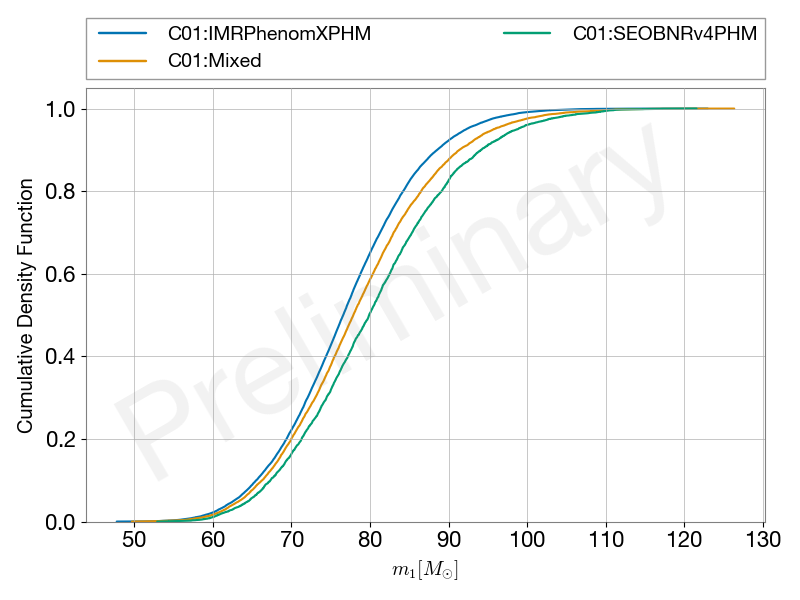 C01:IMRPhenomXPHM
C01:Mixed
C01:SEOBNRv4PHM
Preliminary
Cumulative Density Function
1.0
0.8
0.6
0.4
0.2
0.0
50 60 70 80 90 100 110 120 130
m₁[M☉]